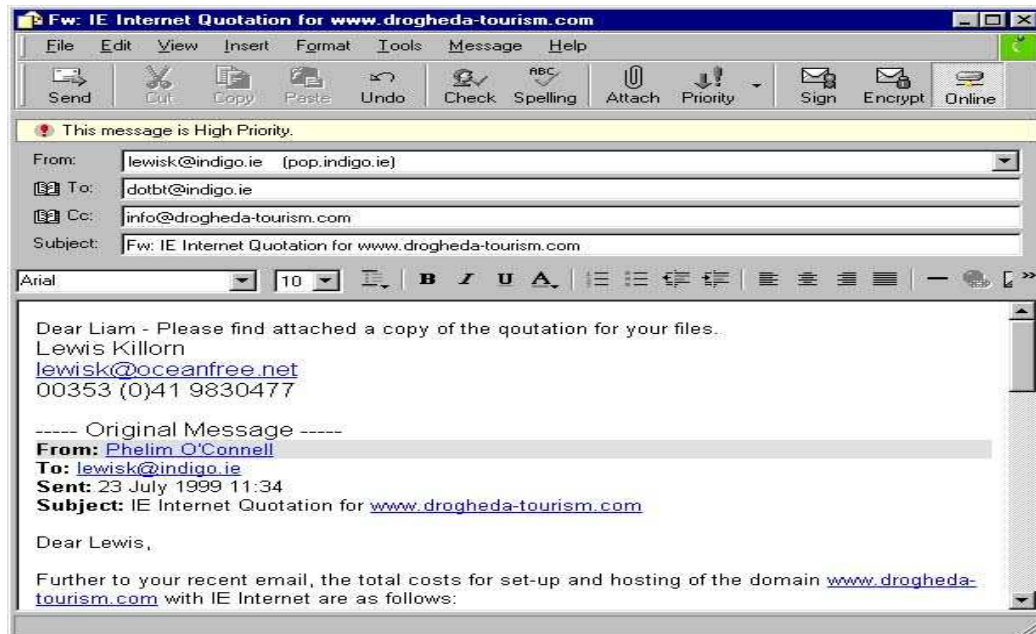 Fw: IE Internet Quotation for www.drogheda-tourism.com
File Edit View Insert Format Tools Message Help
Send Cut Copy Paste Undo Check Spelling Attach Priority Sign Encrypt Online
ABC
This message is High Priority.
From: lewisk@indigo.ie (pop.indigo.ie)
To: dotbt@indigo.ie
Cc: info@drogheda-tourism.com
Subject: Fw: IE Internet Quotation for www.drogheda-tourism.com
Arial 10 B I U A
Dear Liam - Please find attached a copy of the qoutation for your files.
Lewis Killorn
lewisk@oceanfree.net
00353 (0)41 9830477
----- Original Message -----
From: Phelim O'Connell
To: lewisk@indigo.ie
Sent: 23 July 1999 11:34
Subject: IE Internet Quotation for www.drogheda-tourism.com
Dear Lewis,
Further to your recent email, the total costs for set-up and hosting of the domain www.drogheda-
tourism.com with IE Internet are as follows: